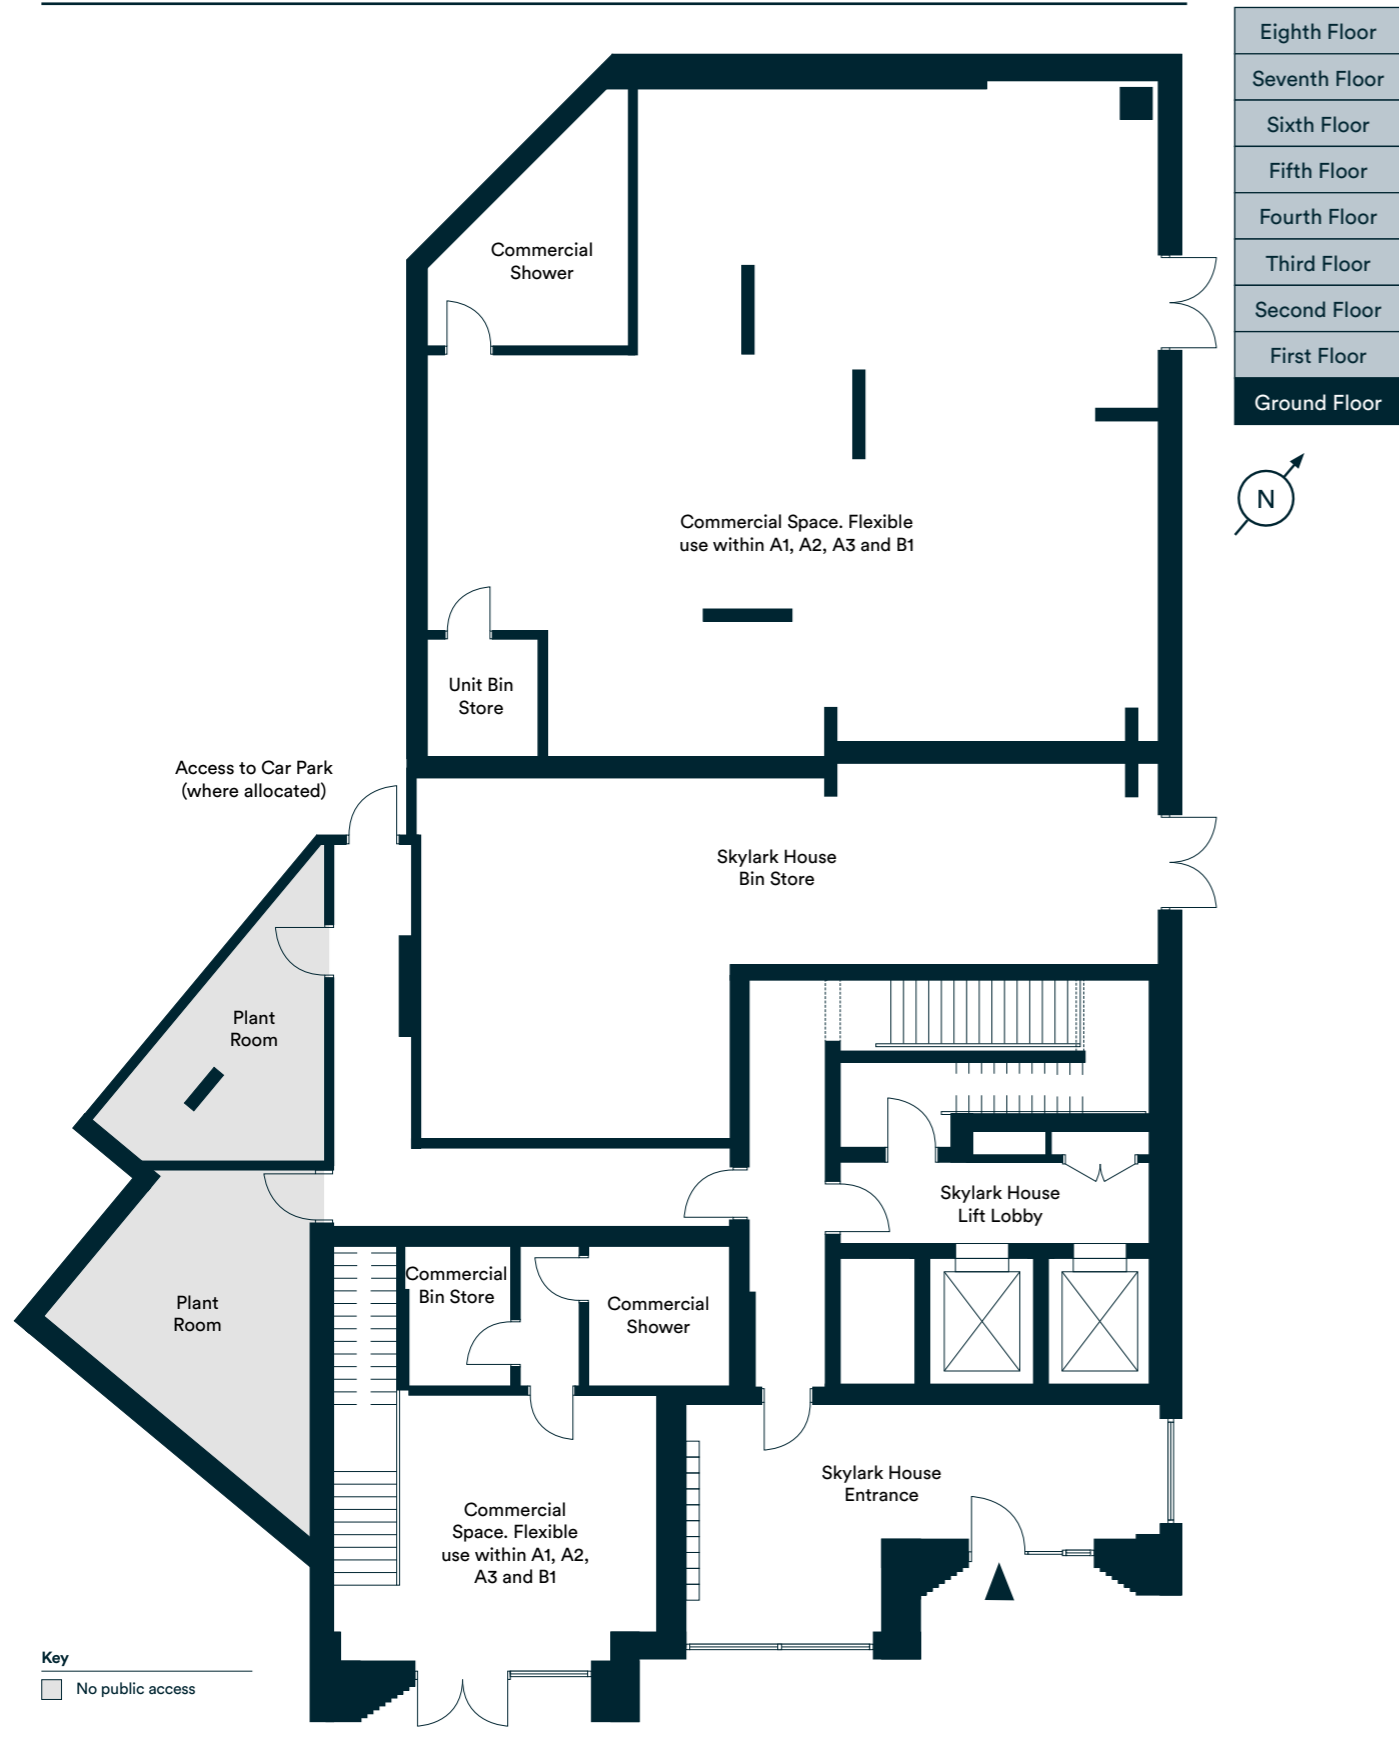 Eighth Floor
Seventh Floor
Sixth Floor
Fifth Floor
Fourth Floor
Third Floor
Second Floor
First Floor
Ground Floor
N
Commercial
Shower
Commercial Space. Flexible
use within A1, A2, A3 and B1
Unit Bin
Store
Access to Car Park
(where allocated)
Skylark House
Bin Store
Plant
Room
Skylark House
Lift Lobby
Commercial
Bin Store
Commercial
Shower
Plant
Room
Skylark House
Entrance
Commercial
Space. Flexible
use within A1, A2,
A3 and B1
Key
No public access